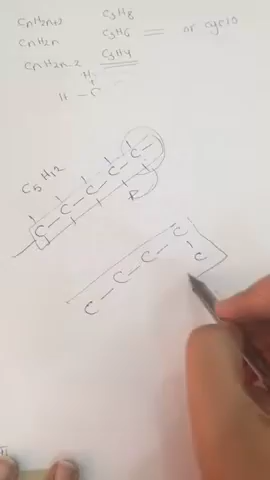 CnH2n+2 C3H8
CnH2n C3H6 or cyclo
CnH2n-2 C3H4
H
H - C
C5H12
C - C - C - C - C
R
C - C - C - C
C